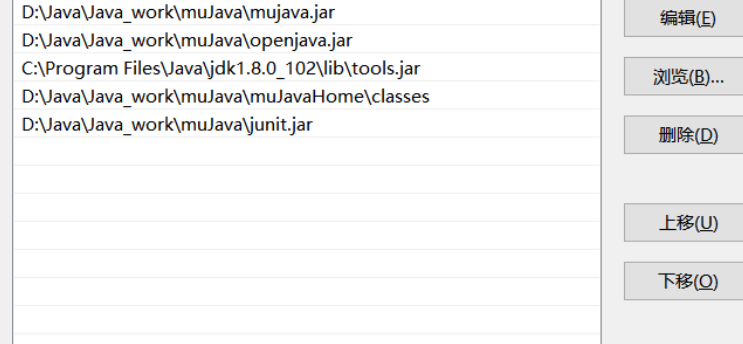 D:\Java\Java_work\muJava\mujava.jar
D:\Java\Java_work\muJava\openjava.jar
C:\Program Files\Java\jdk1.8.0_102\lib\tools.jar
D:\Java\Java_work\muJava\muJavaHome\classes
D:\Java\Java_work\muJava\junit.jar
编辑(E)
浏览(B)...
删除(D)
上移(U)
下移(O)